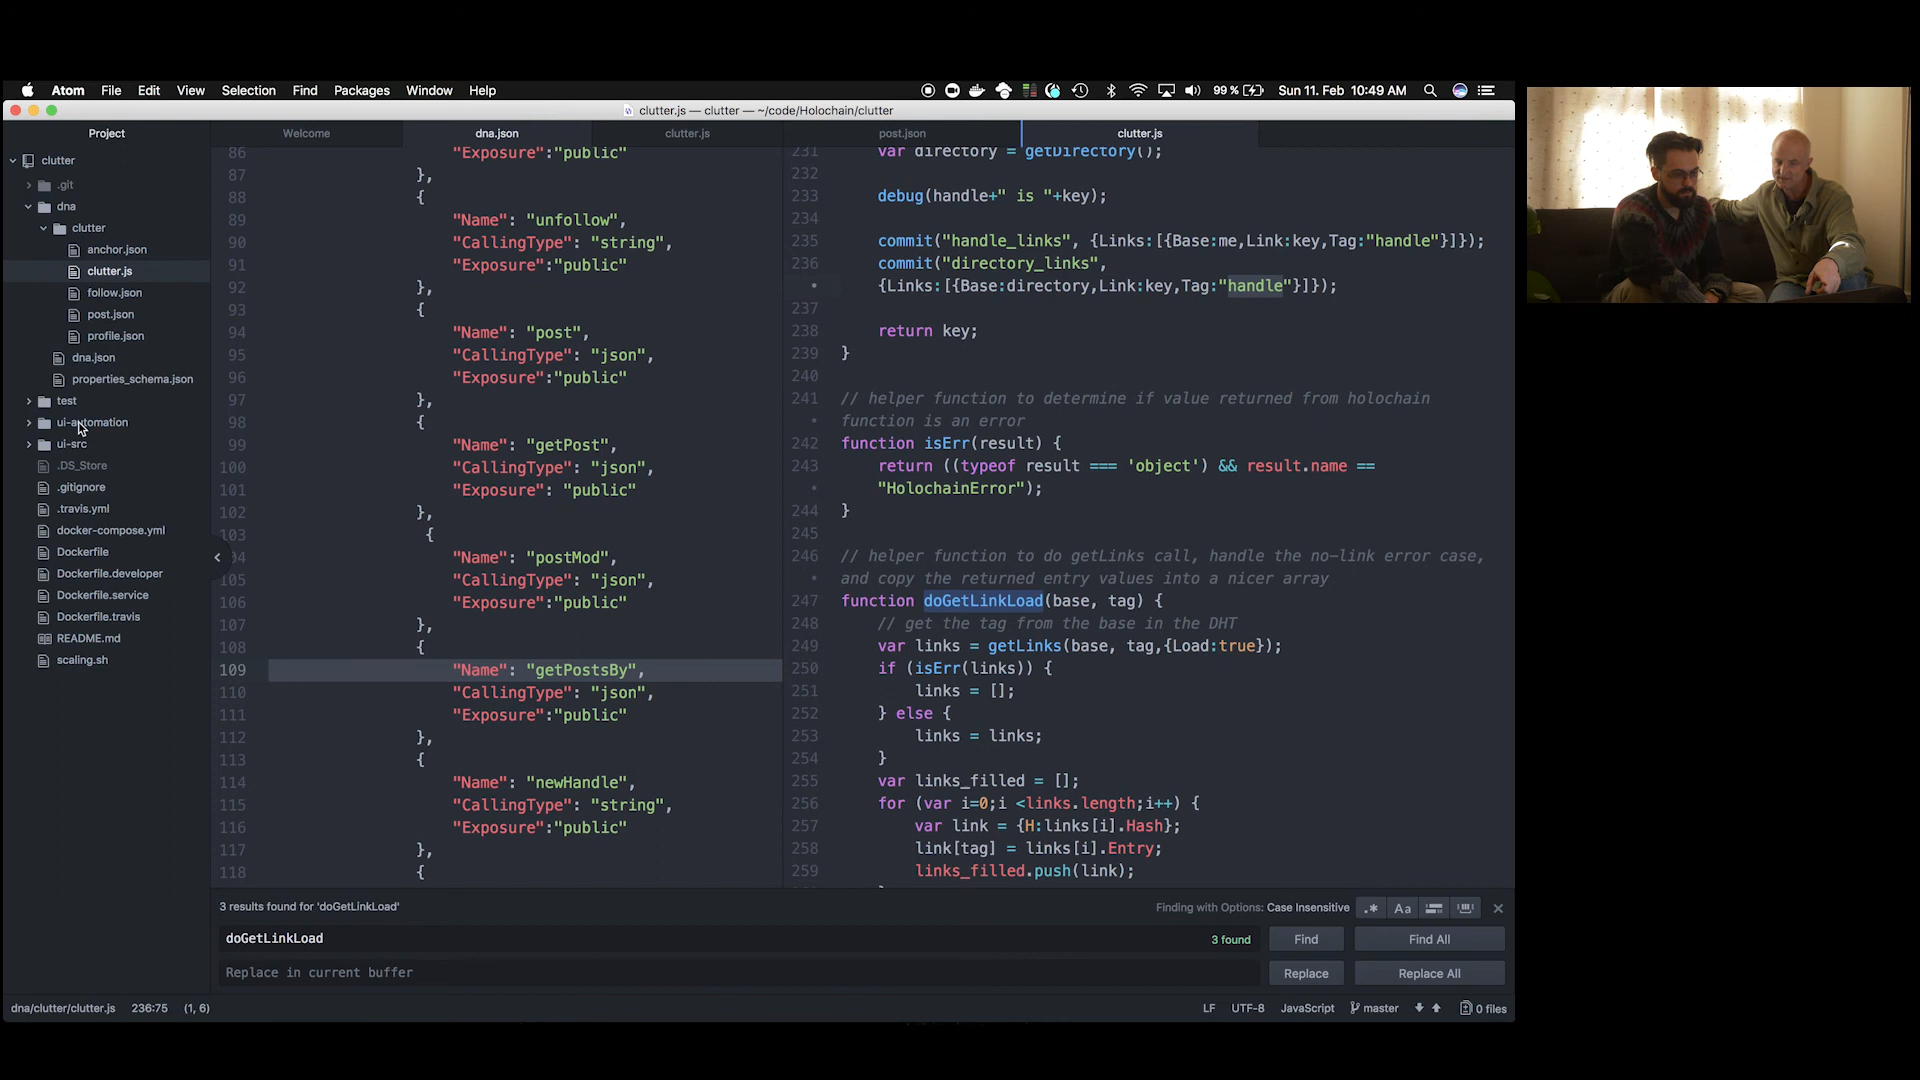 Atom File Edit View Selection Find Packages Window Help
99% Sun 11. Feb 10:49 AM
clutter.js — clutter — ~/code/Holochain/clutter
Project
clutter
.git
dna
clutter
anchor.json
clutter.js
follow.json
post.json
profile.json
dna.json
properties_schema.json
test
ui-automation
ui-src
.DS_Store
.gitignore
.travis.yml
docker-compose.yml
Dockerfile
Dockerfile.developer
Dockerfile.service
Dockerfile.travis
README.md
scaling.sh
Welcome dna.json clutter.js post.json clutter.js
86 "Exposure":"public"
87 },
88 {
89 "Name": "unfollow",
90 "CallingType": "string",
91 "Exposure":"public"
92 },
93 {
94 "Name": "post",
95 "CallingType": "json",
96 "Exposure":"public"
97 },
98 {
99 "Name": "getPost",
100 "CallingType": "json",
101 "Exposure": "public"
102 },
103 {
04 "Name": "postMod",
105 "CallingType": "json",
106 "Exposure":"public"
107 },
108 {
109 "Name": "getPostsBy",
110 "CallingType": "json",
111 "Exposure":"public"
112 },
113 {
114 "Name": "newHandle",
115 "CallingType": "string",
116 "Exposure":"public"
117 },
118 {
231 var directory = getDirectory();
232
233 debug(handle+" is "+key);
234
235 commit("handle_links", {Links:[{Base:me,Link:key,Tag:"handle"}]});
236 commit("directory_links",
{Links:[{Base:directory,Link:key,Tag:"handle"}]});
237
238 return key;
239 }
240
241 // helper function to determine if value returned from holochain
function is an error
242 function isErr(result) {
243 return ((typeof result === 'object') && result.name ==
"HolochainError");
244 }
245
246 // helper function to do getLinks call, handle the no-link error case,
and copy the returned entry values into a nicer array
247 function doGetLinkLoad(base, tag) {
248 // get the tag from the base in the DHT
249 var links = getLinks(base, tag,{Load:true});
250 if (isErr(links)) {
251 links = [];
252 } else {
253 links = links;
254 }
255 var links_filled = [];
256 for (var i=0;i <links.length;i++) {
257 var link = {H:links[i].Hash};
258 link[tag] = links[i].Entry;
259 links_filled.push(link);
3 results found for 'doGetLinkLoad' Finding with Options: Case Insensitive .* Aa
doGetLinkLoad 3 found Find Find All
Replace in current buffer Replace Replace All
dna/clutter/clutter.js 236:75 (1, 6) LF UTF-8 JavaScript master 0 files